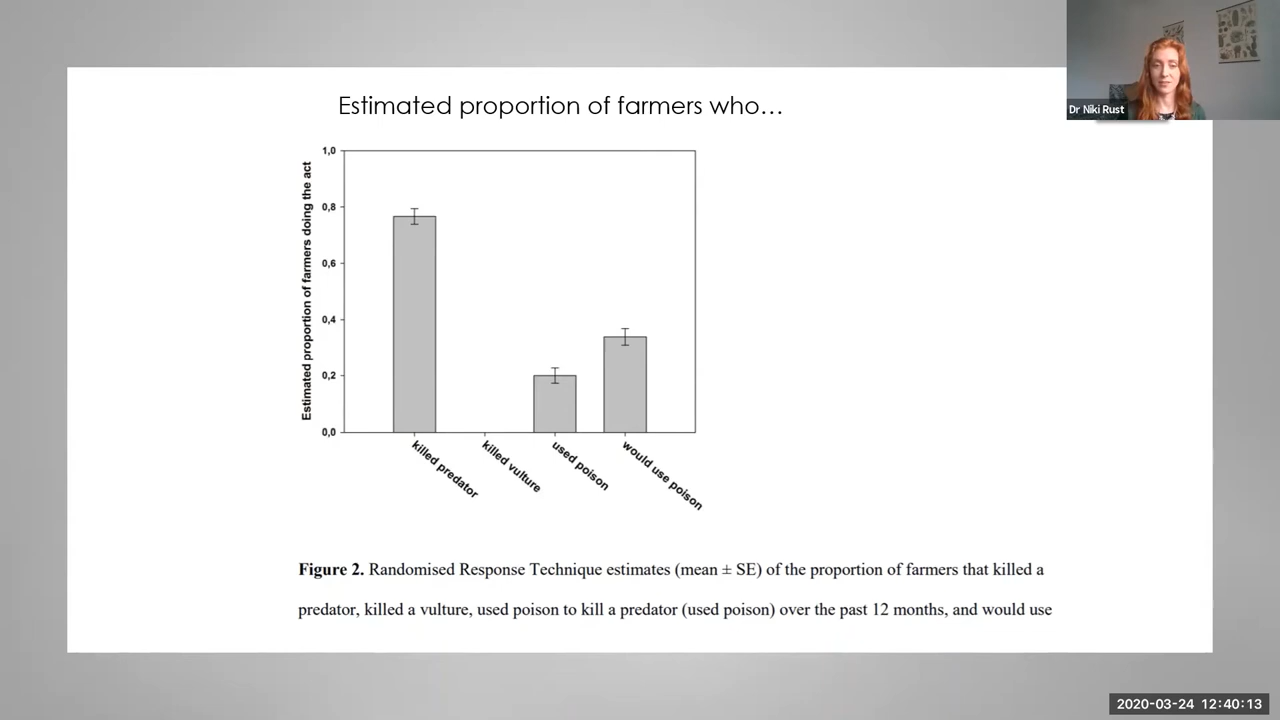 Estimated proportion of farmers who...
Dr Niki Rust
Estimated proportion of farmers doing the act
1,0
0,8
0,6
0,4
0,2
0,0
killed predator
killed vulture
used poison
would use poison
Figure 2. Randomised Response Technique estimates (mean ± SE) of the proportion of farmers that killed a
predator, killed a vulture, used poison to kill a predator (used poison) over the past 12 months, and would use
2020-03-24 12:40:13